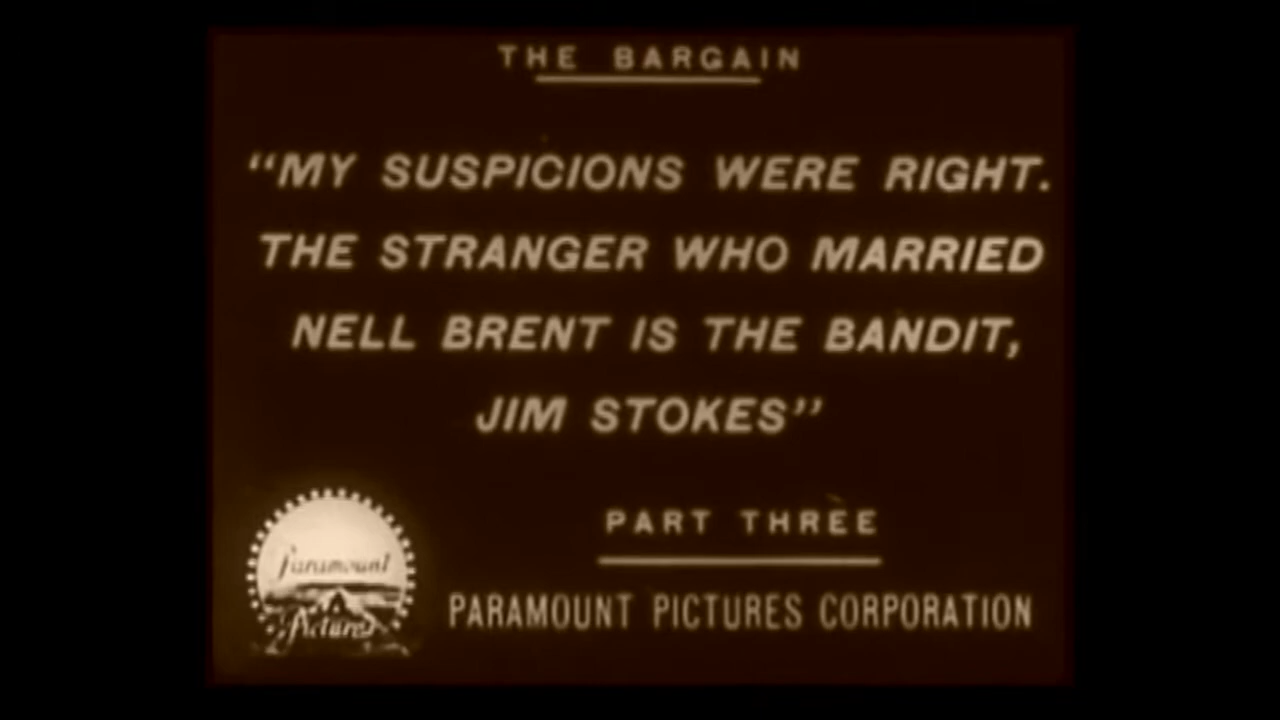 THE BARGAIN
"MY SUSPICIONS WERE RIGHT.
THE STRANGER WHO MARRIED
NELL BRENT IS THE BANDIT,
JIM STOKES"
PART THREE
Paramount
Pictures
PARAMOUNT PICTURES CORPORATION